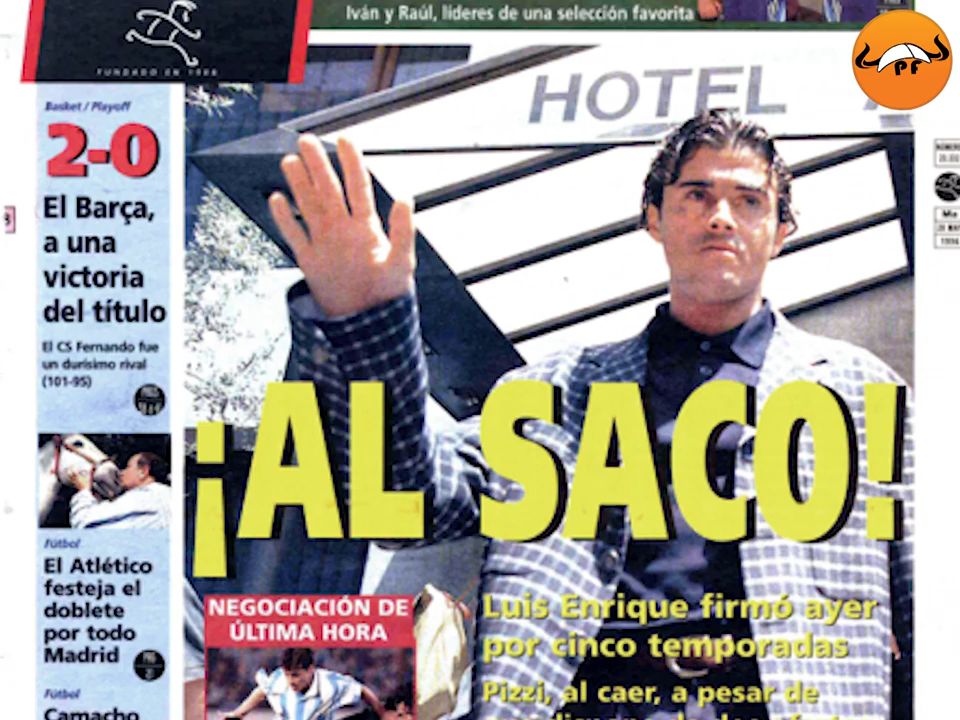 Iván y Raúl, líderes de una selección favorita
FUNDADO EN 1906
PF
HOTEL
Basket / Playoff
2-0
El Barça,
a una
victoria
del título
El CS Fernando fue
un durísimo rival
(101-95)
Fútbol
El Atlético
festeja el
doblete
por todo
Madrid
Fútbol
Camacho
¡AL SACO!
NEGOCIACIÓN DE
ÚLTIMA HORA
Luis Enrique firmó ayer
por cinco temporadas
Pizzi, al caer, a pesar de